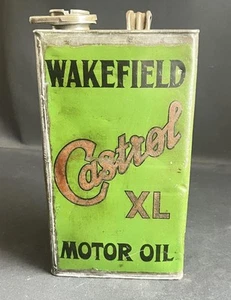 WAKEFIELD
Castrol
XL
MOTOR OIL